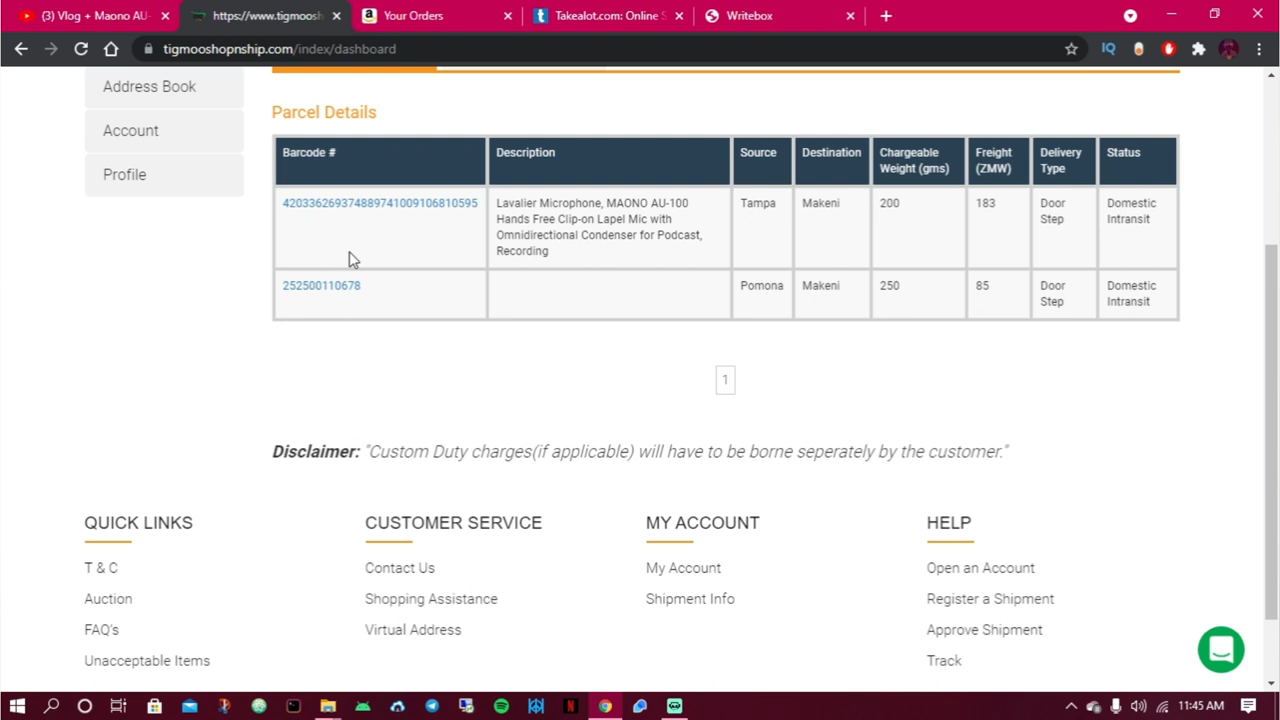 (3) Vlog + Maono AU-
https://www.tigmoosh
Your Orders
Takealot.com: Online S
Writebox
tigmooshopnship.com/index/dashboard
IQ
Address Book
Account
Profile
Parcel Details
Barcode #
Description
Source
Destination
Chargeable
Weight (gms)
Freight
(ZMW)
Delivery
Type
Status
420336269374889741009106810595
Lavalier Microphone, MAONO AU-100
Hands Free Clip-on Lapel Mic with
Omnidirectional Condenser for Podcast,
Recording
Tampa
Makeni
200
183
Door
Step
Domestic
Intransit
252500110678
Pomona
Makeni
250
85
Door
Step
Domestic
Intransit
1
Disclaimer: "Custom Duty charges(if applicable) will have to be borne seperately by the customer."
QUICK LINKS
T & C
Auction
FAQ's
Unacceptable Items
CUSTOMER SERVICE
Contact Us
Shopping Assistance
Virtual Address
MY ACCOUNT
My Account
Shipment Info
HELP
Open an Account
Register a Shipment
Approve Shipment
Track
11:45 AM